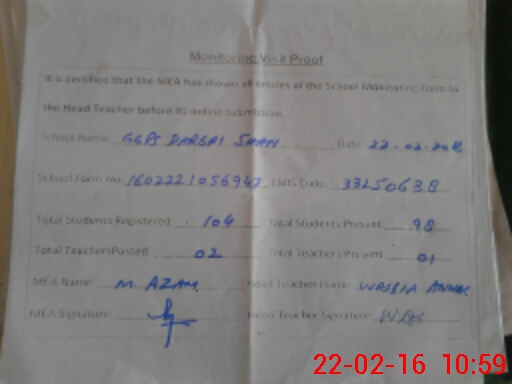 Monitoring Visit Proof
It is certified that the MEA has shown all entries of the School Monitoring Form to
the Head Teacher before its online submission.
School Name: GGPS DARGAI SHAH Date: 22-02-2016
School Form No: 1602221056947 EMIS Code: 33250638
Total Students Registered: 104 Total Students Present: 98
Total Teachers Posted: 02 Total Teachers Present: 01
MEA Name: M. AZAM Head Teacher Name:
MEA Signature: Head Teacher Signature:
22-02-16 10:59